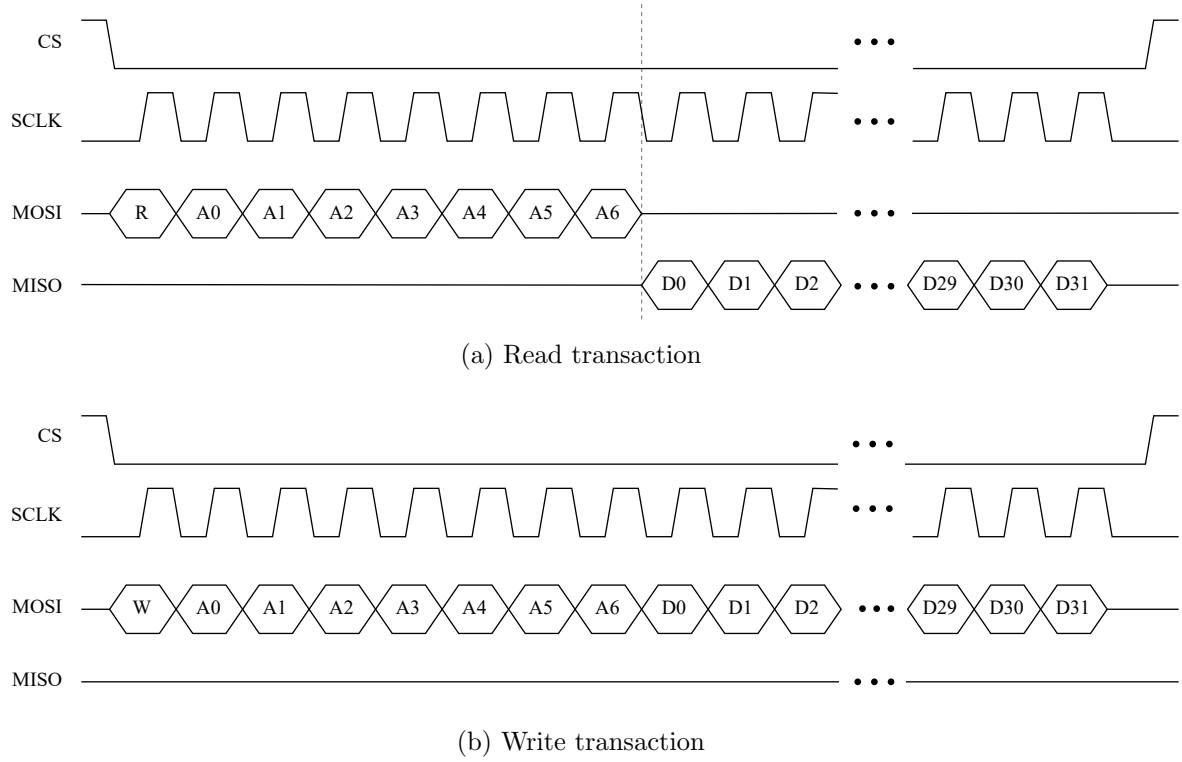 CS
SCLK
MOSI R A0 A1 A2 A3 A4 A5 A6
MISO D0 D1 D2 D29 D30 D31
(a) Read transaction
CS
SCLK
MOSI W A0 A1 A2 A3 A4 A5 A6 D0 D1 D2 D29 D30 D31
MISO
(b) Write transaction